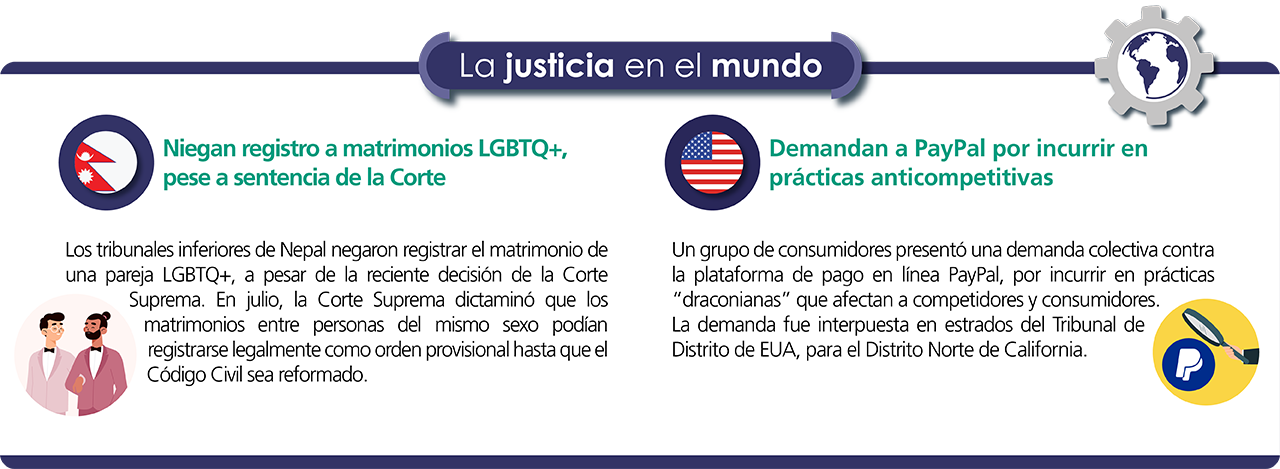 La justicia en el mundo
Niegan registro a matrimonios LGBTQ+,
pese a sentencia de la Corte
Los tribunales inferiores de Nepal negaron registrar el matrimonio de
una pareja LGBTQ+, a pesar de la reciente decisión de la Corte
Suprema. En julio, la Corte Suprema dictaminó que los
matrimonios entre personas del mismo sexo podían
registrarse legalmente como orden provisional hasta que el
Código Civil sea reformado.
Demandan a PayPal por incurrir en
prácticas anticompetitivas
Un grupo de consumidores presentó una demanda colectiva contra
la plataforma de pago en línea PayPal, por incurrir en prácticas
“draconianas” que afectan a competidores y consumidores.
La demanda fue interpuesta en estrados del Tribunal de
Distrito de EUA, para el Distrito Norte de California.